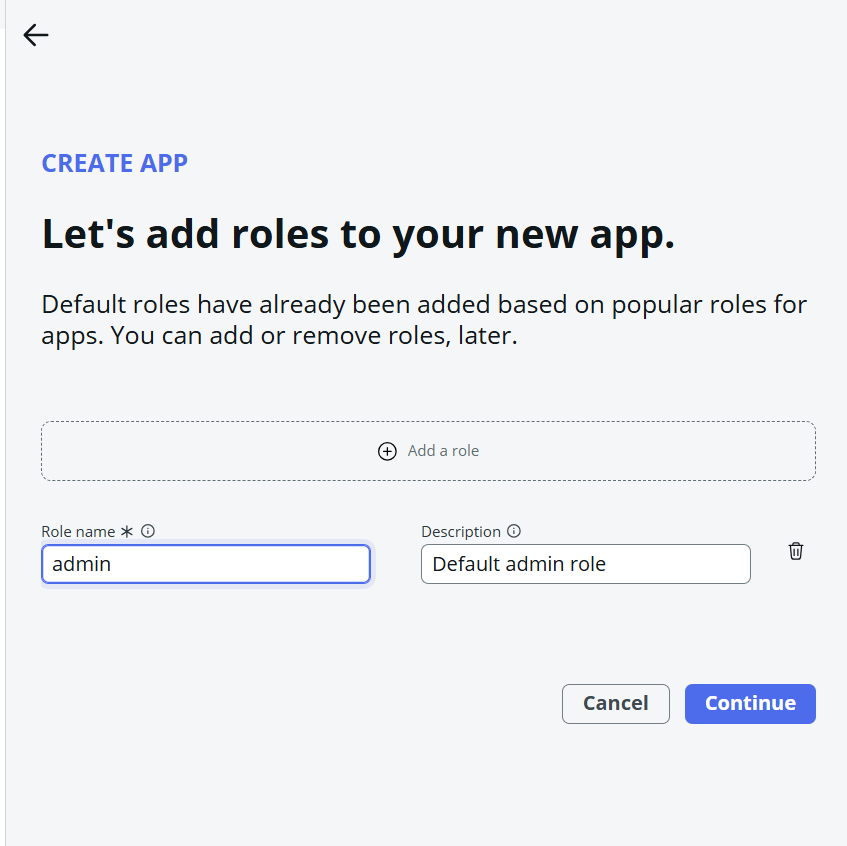 CREATE APP
Let's add roles to your new app.
Default roles have already been added based on popular roles for
apps. You can add or remove roles, later.
Add a role
Role name * Description
admin Default admin role
Cancel Continue